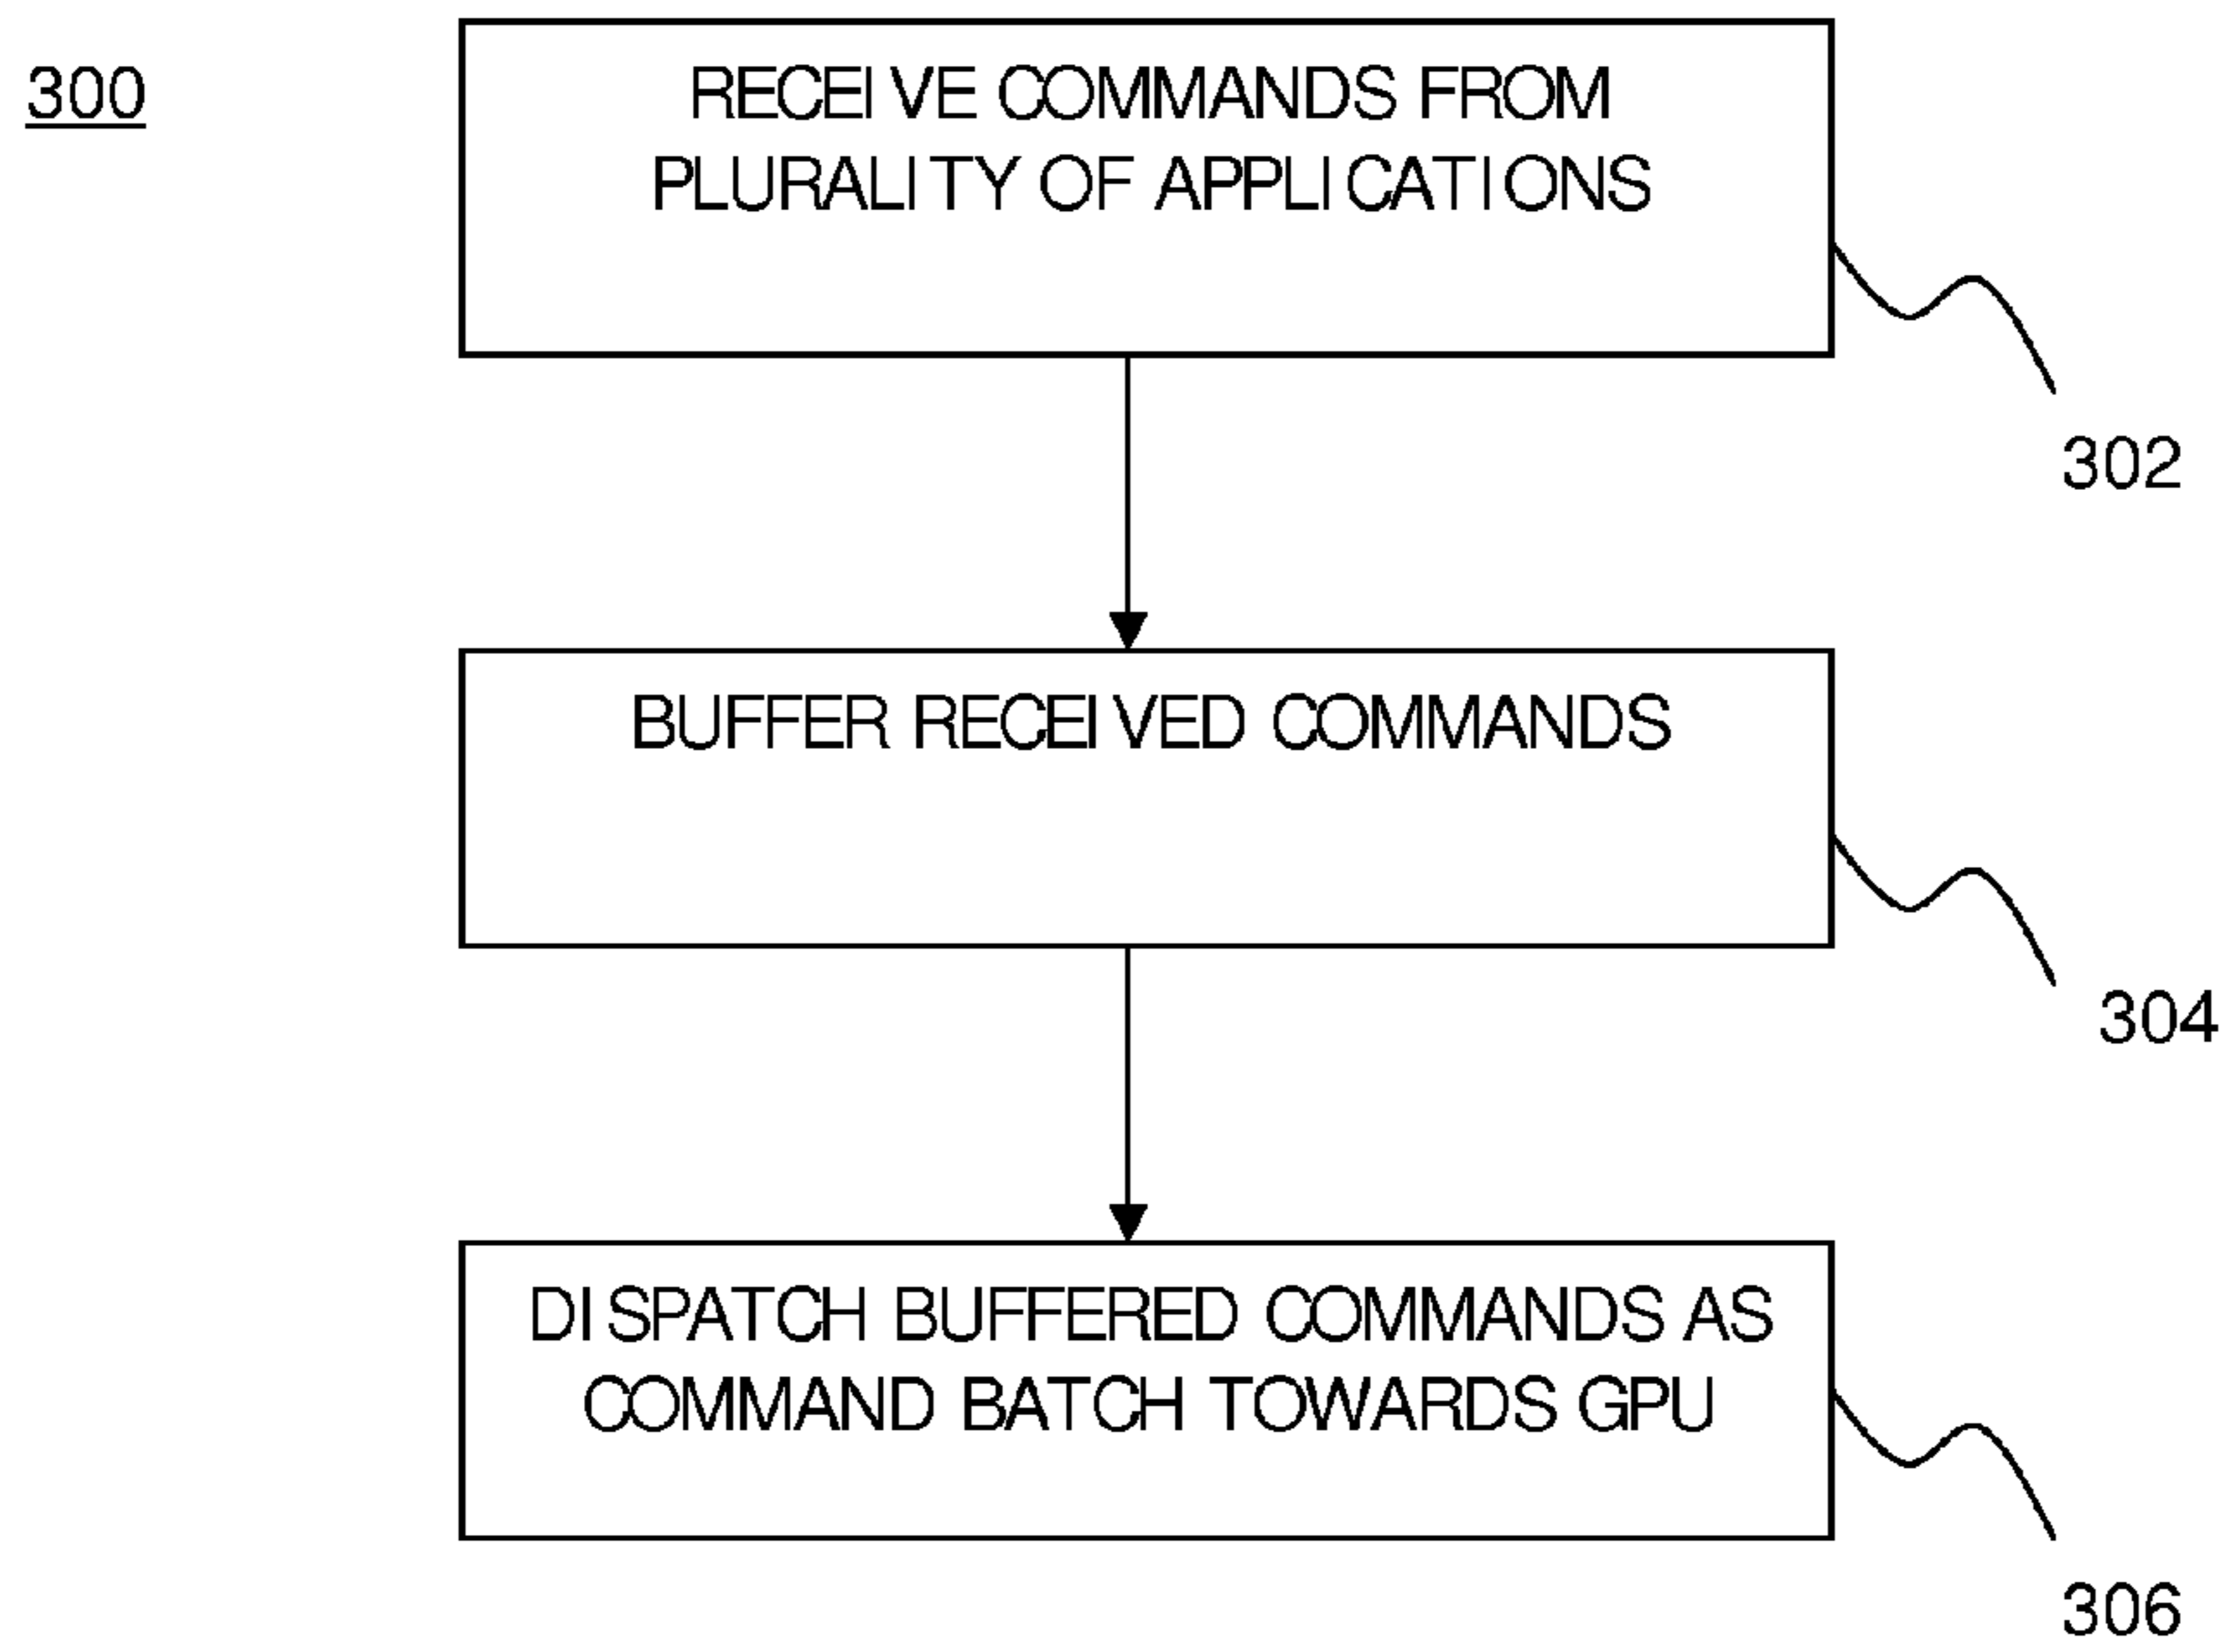 300
RECEIVE COMMANDS FROM
PLURALITY OF APPLICATIONS
302
BUFFER RECEIVED COMMANDS
304
DISPATCH BUFFERED COMMANDS AS
COMMAND BATCH TOWARDS GPU
306